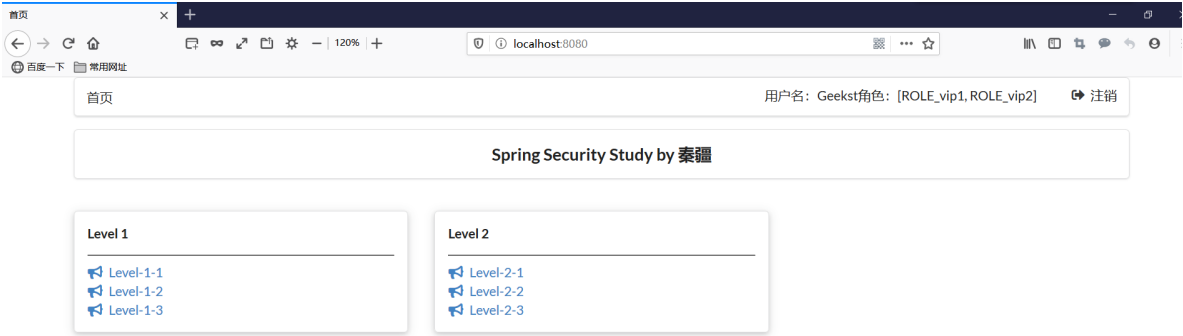 首页
120%
localhost:8080
百度一下 常用网址
首页 用户名：Geekst角色：[ROLE_vip1, ROLE_vip2] 注销
Spring Security Study by 秦疆
Level 1
Level-1-1
Level-1-2
Level-1-3
Level 2
Level-2-1
Level-2-2
Level-2-3